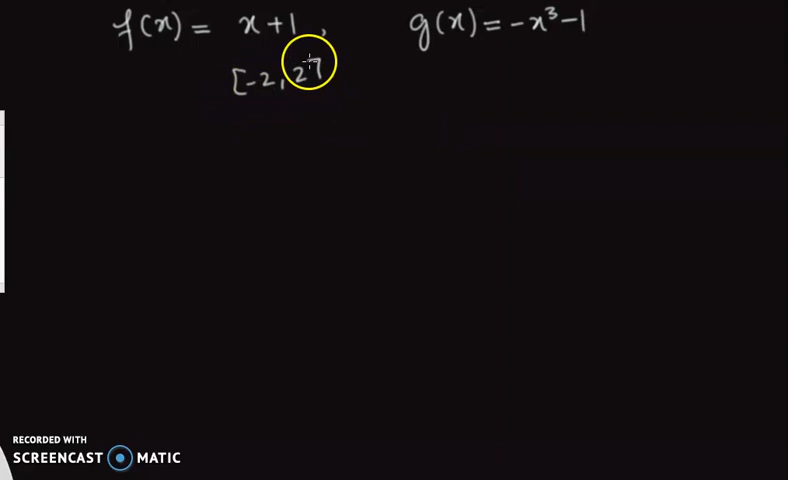 f(x) = x+1, g(x) = -x³-1
[-2, 2]
RECORDED WITH
SCREENCAST MATIC